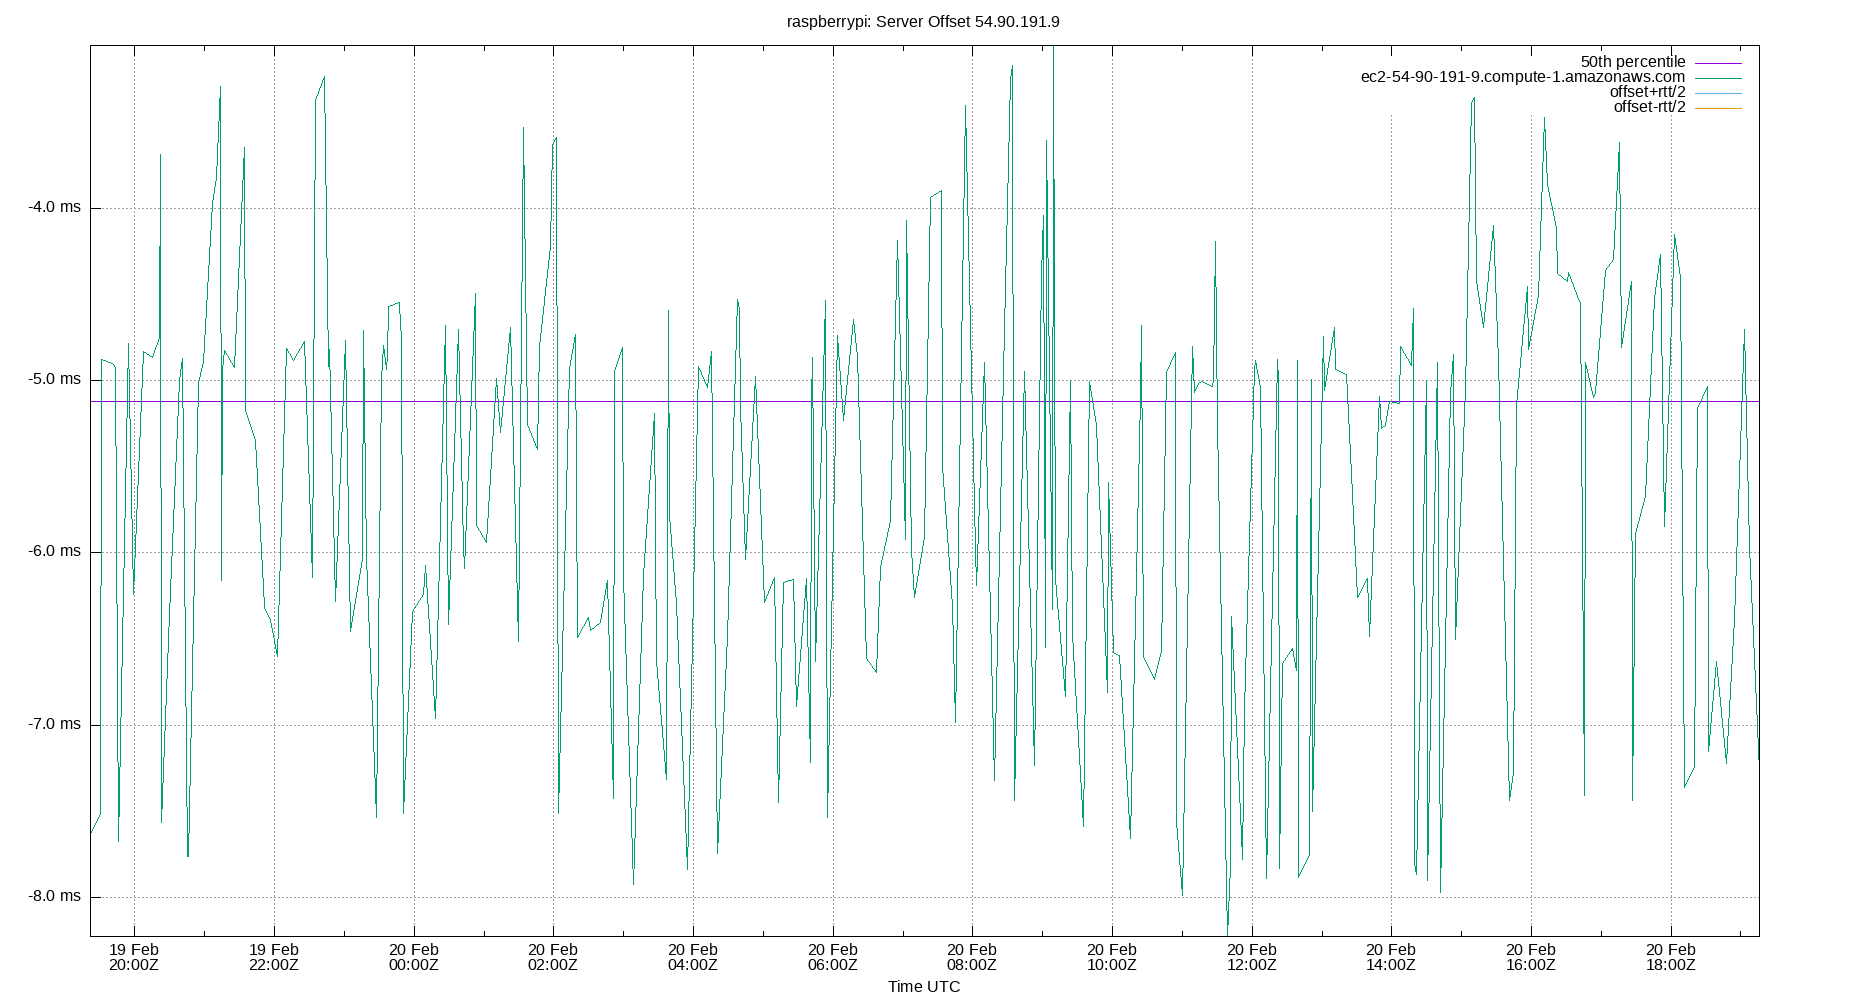 raspberrypi: Server Offset 54.90.191.9
50th percentile
ec2-54-90-191-9.compute-1.amazonaws.com
offset+rtt/2
offset-rtt/2
-4.0 ms
-5.0 ms
-6.0 ms
-7.0 ms
-8.0 ms
19 Feb 19 Feb 20 Feb 20 Feb 20 Feb 20 Feb 20 Feb 20 Feb 20 Feb 20 Feb 20 Feb 20 Feb
20:00Z 22:00Z 00:00Z 02:00Z 04:00Z 06:00Z 08:00Z 10:00Z 12:00Z 14:00Z 16:00Z 18:00Z
Time UTC